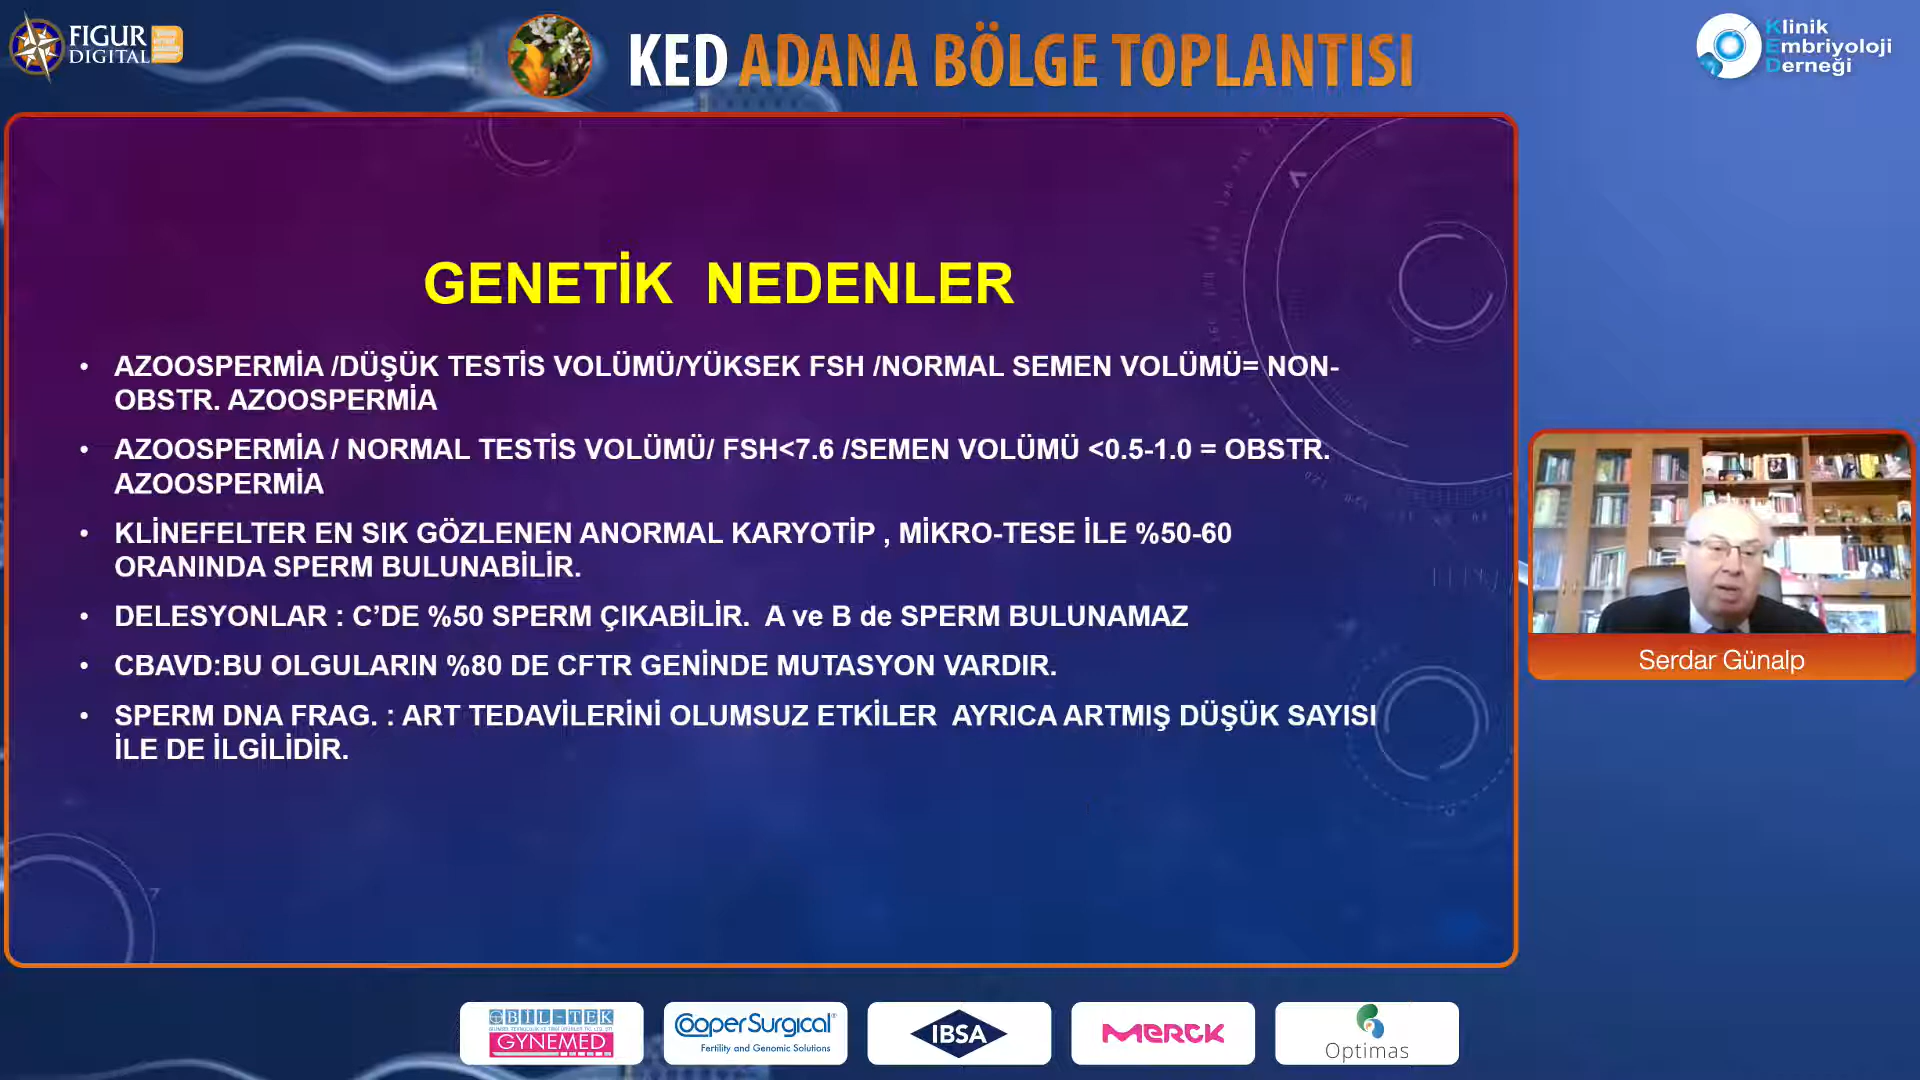 FIGUR
DIGITAL
KED ADANA BÖLGE TOPLANTISI
Klinik
Embriyoloji
Derneği
GENETİK NEDENLER
• AZOOSPERMİA /DÜŞÜK TESTİS VOLÜMÜ/YÜKSEK FSH /NORMAL SEMEN VOLÜMÜ= NON-
OBSTR. AZOOSPERMİA
• AZOOSPERMİA / NORMAL TESTİS VOLÜMÜ/ FSH<7.6 /SEMEN VOLÜMÜ <0.5-1.0 = OBSTR.
AZOOSPERMİA
• KLİNEFELTER EN SIK GÖZLENEN ANORMAL KARYOTİP , MİKRO-TESE İLE %50-60
ORANINDA SPERM BULUNABİLİR.
• DELESYONLAR : C’DE %50 SPERM ÇIKABİLİR. A ve B de SPERM BULUNAMAZ
• CBAVD:BU OLGULARIN %80 DE CFTR GENİNDE MUTASYON VARDIR.
• SPERM DNA FRAG. : ART TEDAVİLERİNİ OLUMSUZ ETKİLER AYRICA ARTMIŞ DÜŞÜK SAYISI
İLE DE İLGİLİDİR.
Serdar Günalp
BİL-TEK
GYNEMED
CooperSurgical®
Fertility and Genomic Solutions
IBSA
MERCK
Optimas